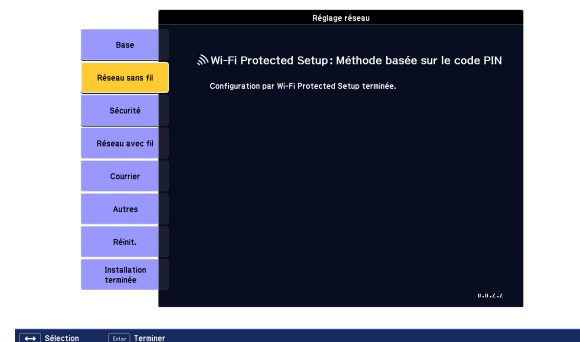 Réglage réseau
Base
Réseau sans fil
Sécurité
Réseau avec fil
Courrier
Autres
Réinit.
Installation
terminée
Wi-Fi Protected Setup: Méthode basée sur le code PIN
Configuration par Wi-Fi Protected Setup terminée.
Sélection
Enter Terminer